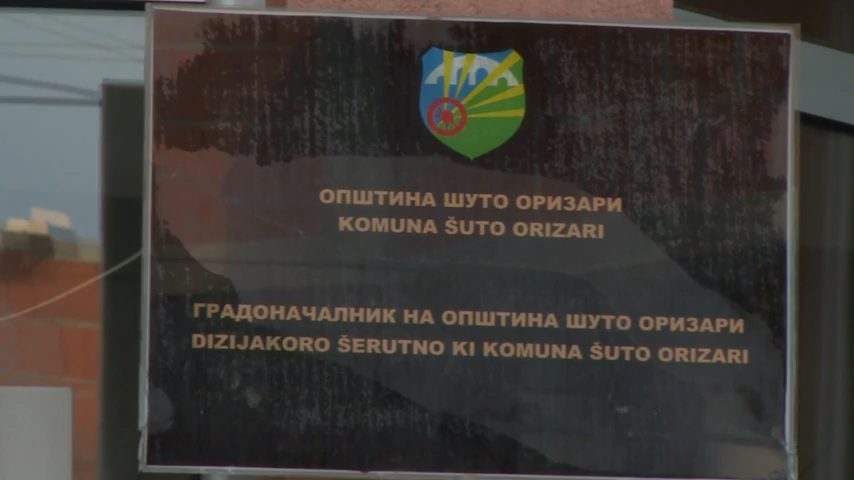 ОПШТИНА ШУТО ОРИЗАРИ
KOMUNA ŠUTO ORIZARI
ГРАДОНАЧАЛНИК НА ОПШТИНА ШУТО ОРИЗАРИ
DIZIJAKORO ŠERUTNO KI KOMUNA ŠUTO ORIZARI